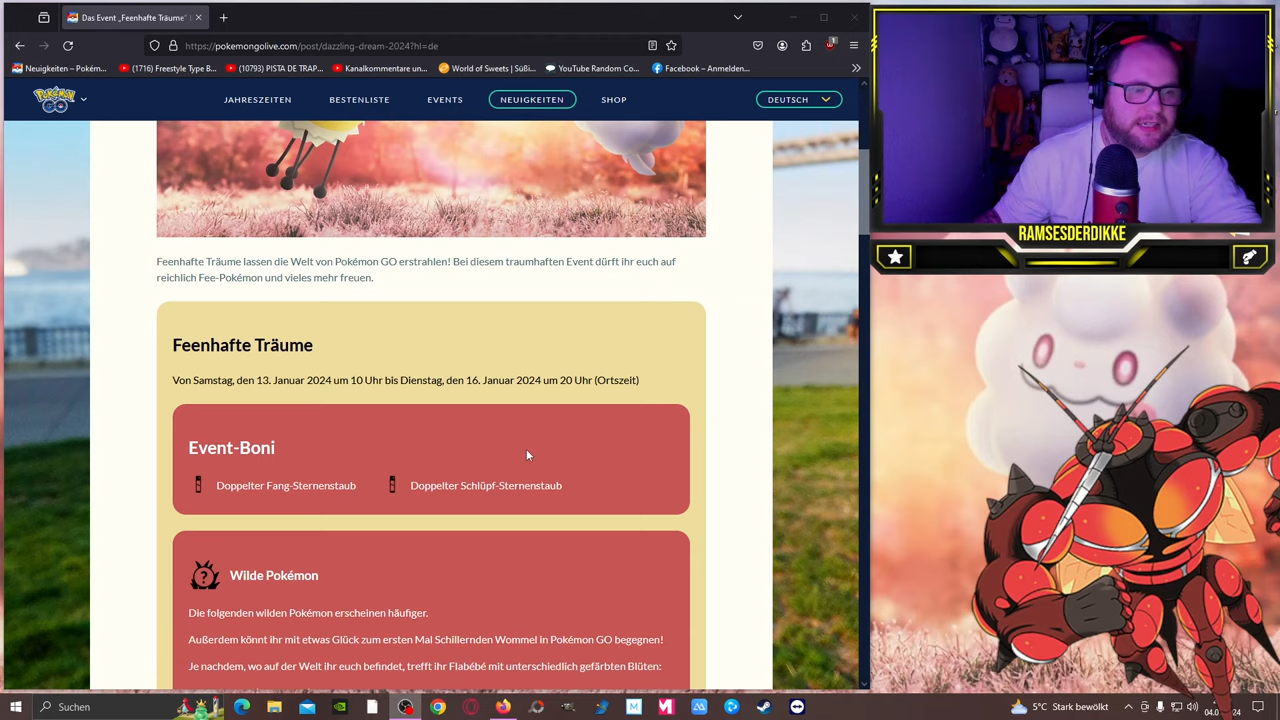 Das Event „Feenhafte Träume"
https://pokemongolive.com/post/dazzling-dream-2024?hl=de
1
Neuigkeiten – Pokém...
(1716) Freestyle Type B...
(10793) PISTA DE TRAP...
Kanalkommentare un...
World of Sweets | Süßi...
YouTube Random Co...
Facebook – Anmelden...
Pokémon GO
JAHRESZEITEN
BESTENLISTE
EVENTS
NEUIGKEITEN
SHOP
DEUTSCH
RAMSESDERDIKKE
Feenhafte Träume lassen die Welt von Pokémon GO erstrahlen! Bei diesem traumhaften Event dürft ihr euch auf
reichlich Fee-Pokémon und vieles mehr freuen.
Feenhafte Träume
Von Samstag, den 13. Januar 2024 um 10 Uhr bis Dienstag, den 16. Januar 2024 um 20 Uhr (Ortszeit)
Event-Boni
Doppelter Fang-Sternenstaub
Doppelter Schlüpf-Sternenstaub
?
Wilde Pokémon
Die folgenden wilden Pokémon erscheinen häufiger.
Außerdem könnt ihr mit etwas Glück zum ersten Mal Schillernden Wommel in Pokémon GO begegnen!
Je nachdem, wo auf der Welt ihr euch befindet, trefft ihr Flabébé mit unterschiedlich gefärbten Blüten:
Suchen
5°C Stark bewölkt